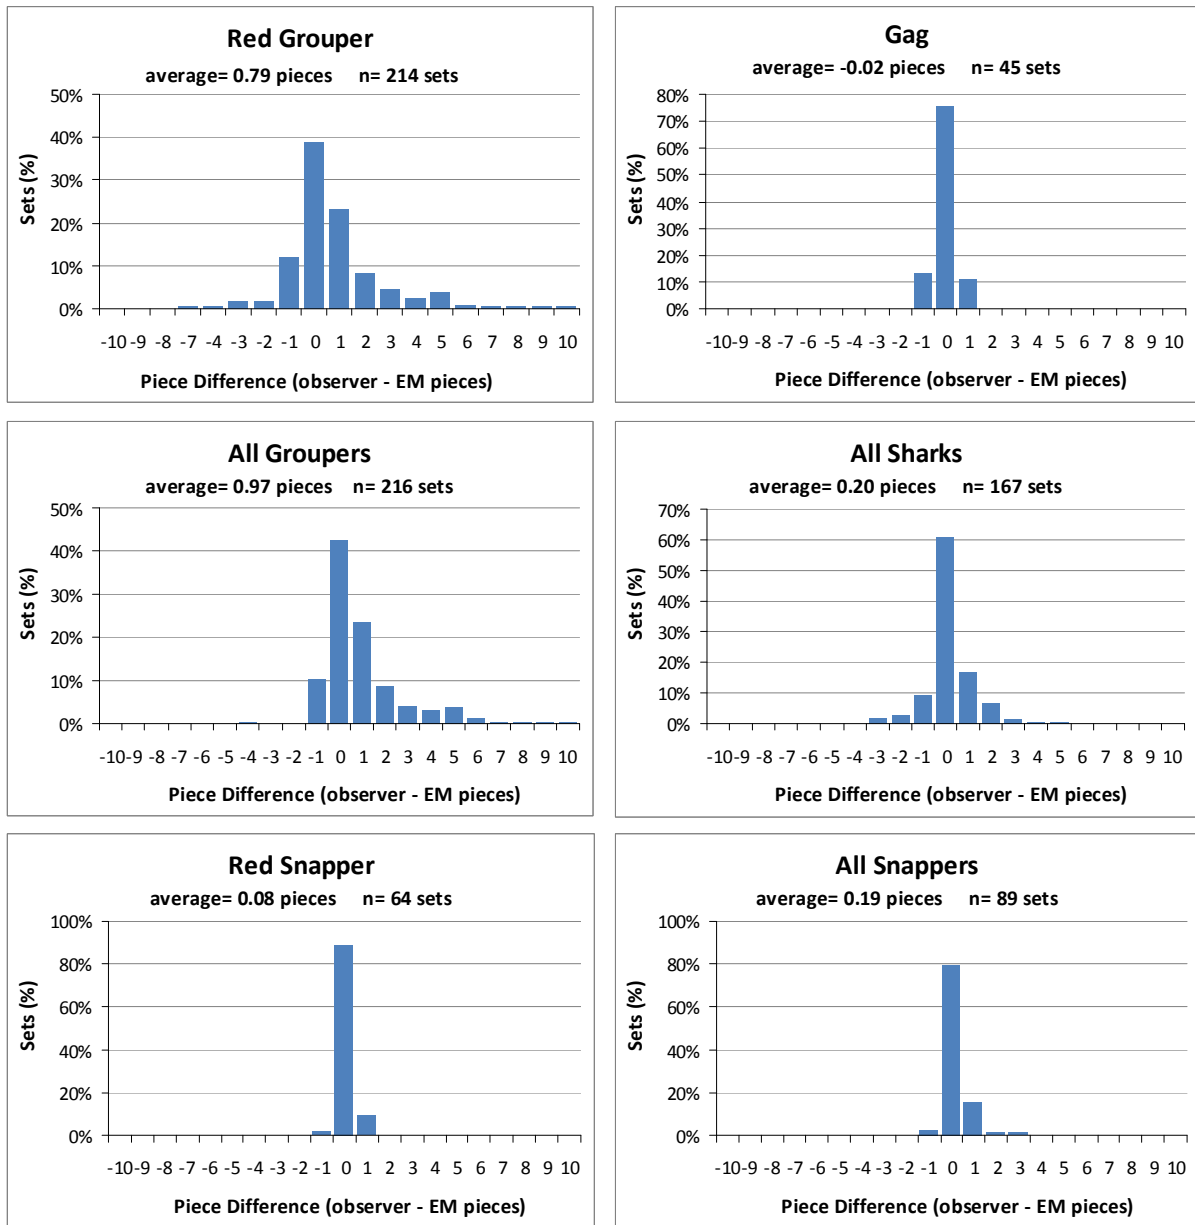 Red Grouper
average= 0.79 pieces n= 214 sets
50%
40%
30%
20%
10%
0%
Sets (%)
-10 -9 -8 -7 -4 -3 -2 -1 0 1 2 3 4 5 6 7 8 9 10
Piece Difference (observer - EM pieces)
Gag
average= -0.02 pieces n= 45 sets
80%
70%
60%
50%
40%
30%
20%
10%
0%
Sets (%)
-10 -9 -8 -7 -6 -5 -4 -3 -2 -1 0 1 2 3 4 5 6 7 8 9 10
Piece Difference (observer - EM pieces)
All Groupers
average= 0.97 pieces n= 216 sets
50%
40%
30%
20%
10%
0%
Sets (%)
-10 -9 -8 -7 -6 -5 -4 -3 -2 -1 0 1 2 3 4 5 6 7 8 9 10
Piece Difference (observer - EM pieces)
All Sharks
average= 0.20 pieces n= 167 sets
70%
60%
50%
40%
30%
20%
10%
0%
Sets (%)
-10 -9 -8 -7 -6 -5 -4 -3 -2 -1 0 1 2 3 4 5 6 7 8 9 10
Piece Difference (observer - EM pieces)
Red Snapper
average= 0.08 pieces n= 64 sets
100%
80%
60%
40%
20%
0%
Sets (%)
-10 -9 -8 -7 -6 -5 -4 -3 -2 -1 0 1 2 3 4 5 6 7 8 9 10
Piece Difference (observer - EM pieces)
All Snappers
average= 0.19 pieces n= 89 sets
100%
80%
60%
40%
20%
0%
Sets (%)
-10 -9 -8 -7 -6 -5 -4 -3 -2 -1 0 1 2 3 4 5 6 7 8 9 10
Piece Difference (observer - EM pieces)